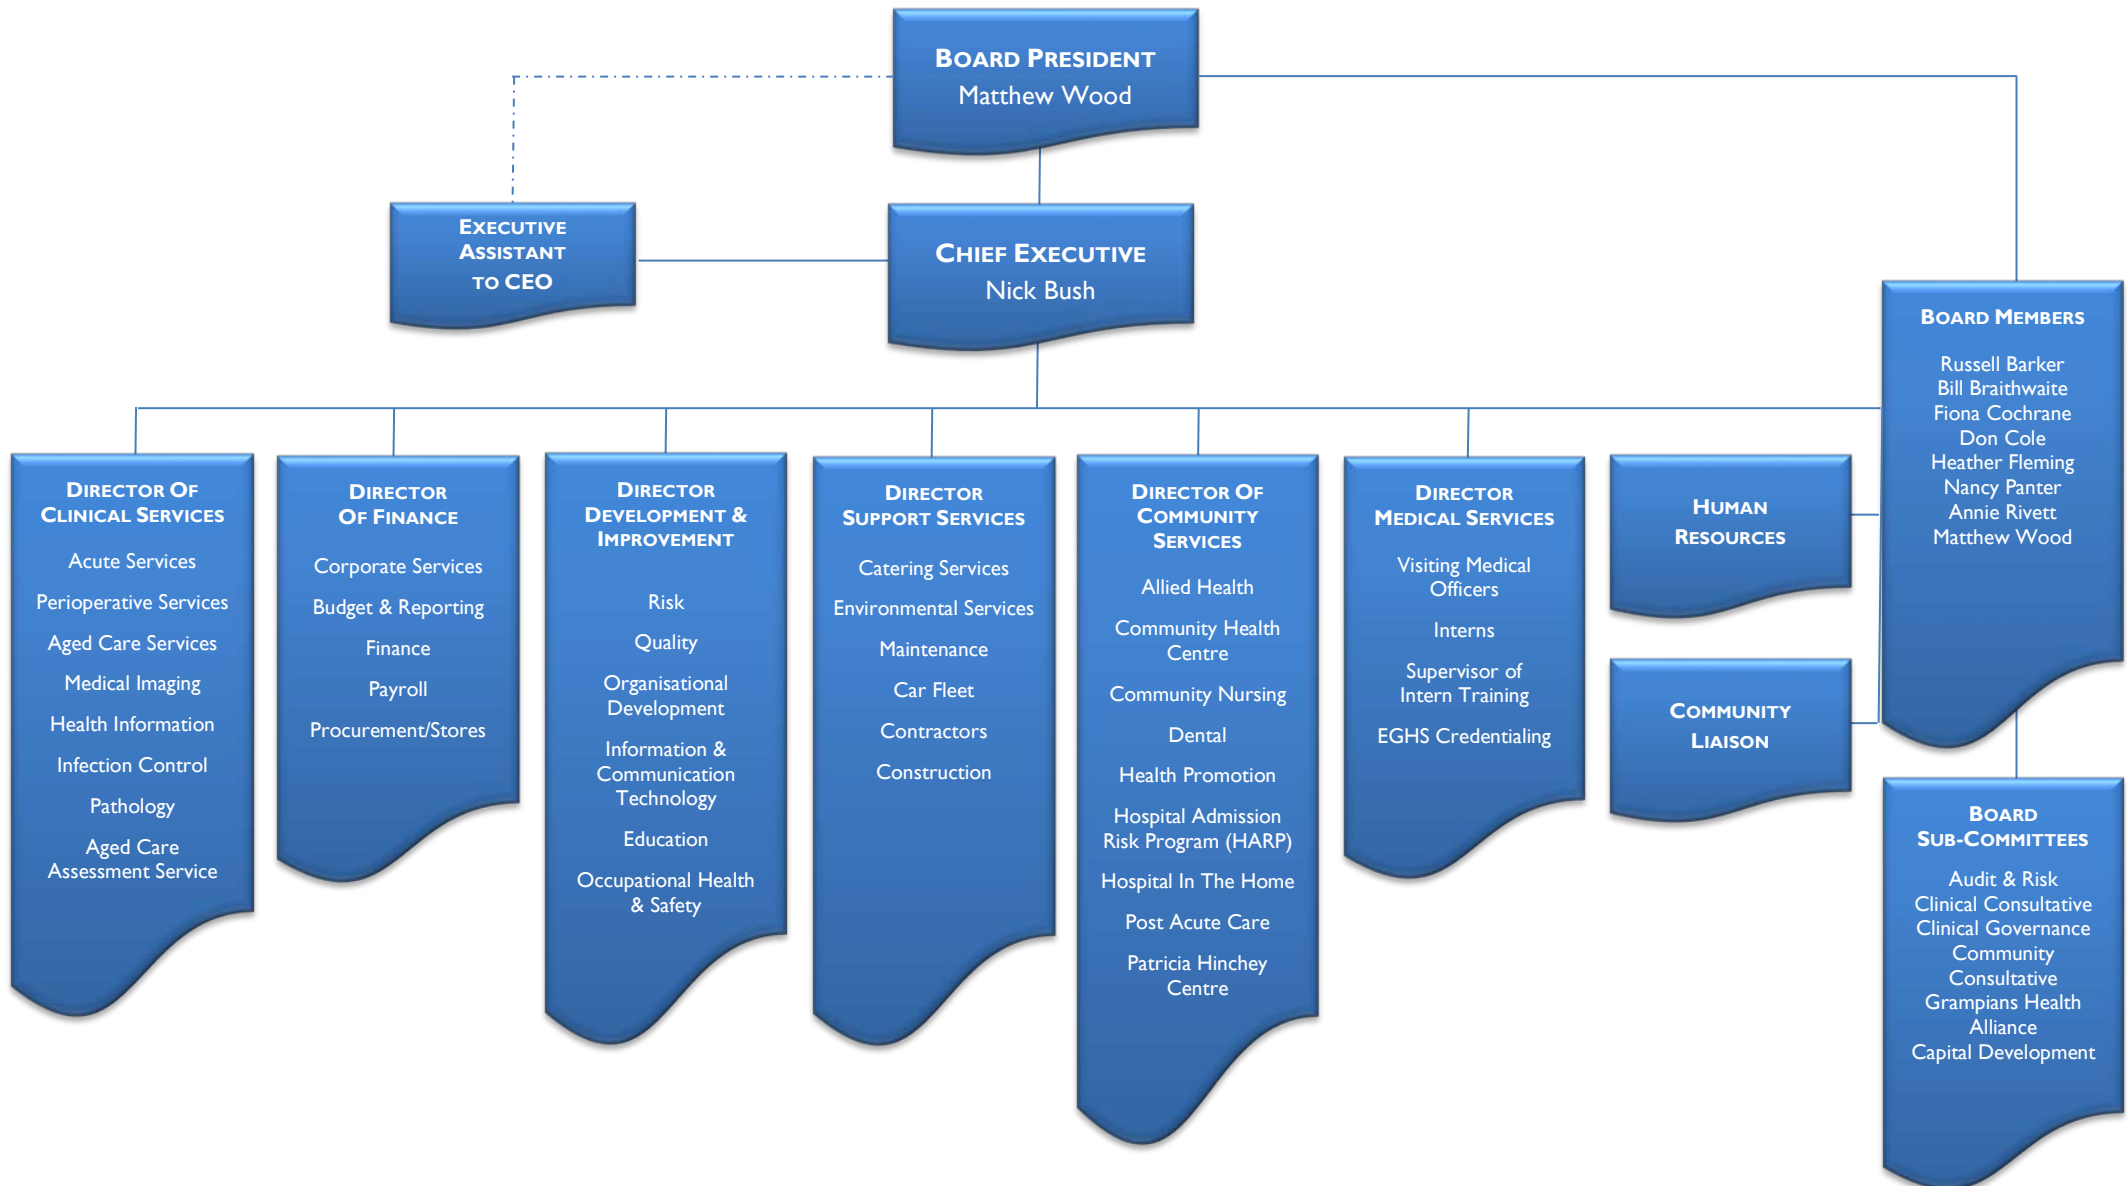 BOARD PRESIDENT
Matthew Wood
EXECUTIVE
ASSISTANT
TO CEO
CHIEF EXECUTIVE
Nick Bush
BOARD MEMBERS
Russell Barker
Bill Braithwaite
Fiona Cochrane
Don Cole
Heather Fleming
Nancy Panter
Annie Rivett
Matthew Wood
DIRECTOR OF
CLINICAL SERVICES
Acute Services
Perioperative Services
Aged Care Services
Medical Imaging
Health Information
Infection Control
Pathology
Aged Care
Assessment Service
DIRECTOR
OF FINANCE
Corporate Services
Budget & Reporting
Finance
Payroll
Procurement/Stores
DIRECTOR
DEVELOPMENT &
IMPROVEMENT
Risk
Quality
Organisational
Development
Information &
Communication
Technology
Education
Occupational Health
& Safety
DIRECTOR
SUPPORT SERVICES
Catering Services
Environmental Services
Maintenance
Car Fleet
Contractors
Construction
DIRECTOR OF
COMMUNITY
SERVICES
Allied Health
Community Health
Centre
Community Nursing
Dental
Health Promotion
Hospital Admission
Risk Program (HARP)
Hospital In The Home
Post Acute Care
Patricia Hinchey
Centre
DIRECTOR
MEDICAL SERVICES
Visiting Medical
Officers
Interns
Supervisor of
Intern Training
EGHS Credentialing
HUMAN
RESOURCES
COMMUNITY
LIAISON
BOARD
SUB-COMMITTEES
Audit & Risk
Clinical Consultative
Clinical Governance
Community
Consultative
Grampians Health
Alliance
Capital Development